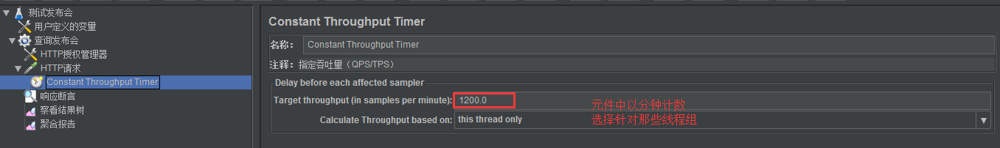 测试发布会
用户定义的变量
查询发布会
HTTP授权管理器
HTTP请求
Constant Throughput Timer
响应断言
察看结果树
聚合报告
Constant Throughput Timer
名称： Constant Throughput Timer
注释：指定吞吐量（QPS/TPS）
Delay before each affected sampler
Target throughput (in samples per minute): 1200.0 元件中以分钟计数
Calculate Throughput based on: this thread only 选择针对那些线程组